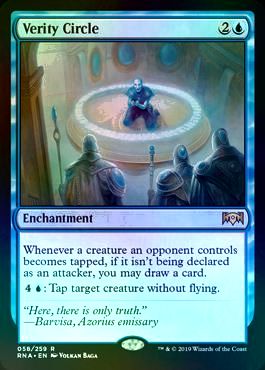 Verity Circle 2
Enchantment
Whenever a creature an opponent controls
becomes tapped, if it isn't being declared
as an attacker, you may draw a card.
4 : Tap target creature without flying.
"Here, there is only truth."
—Barvisa, Azorius emissary
058/259 R
RNA • EN VOLKAN BAGA
™ & © 2019 Wizards of the Coast